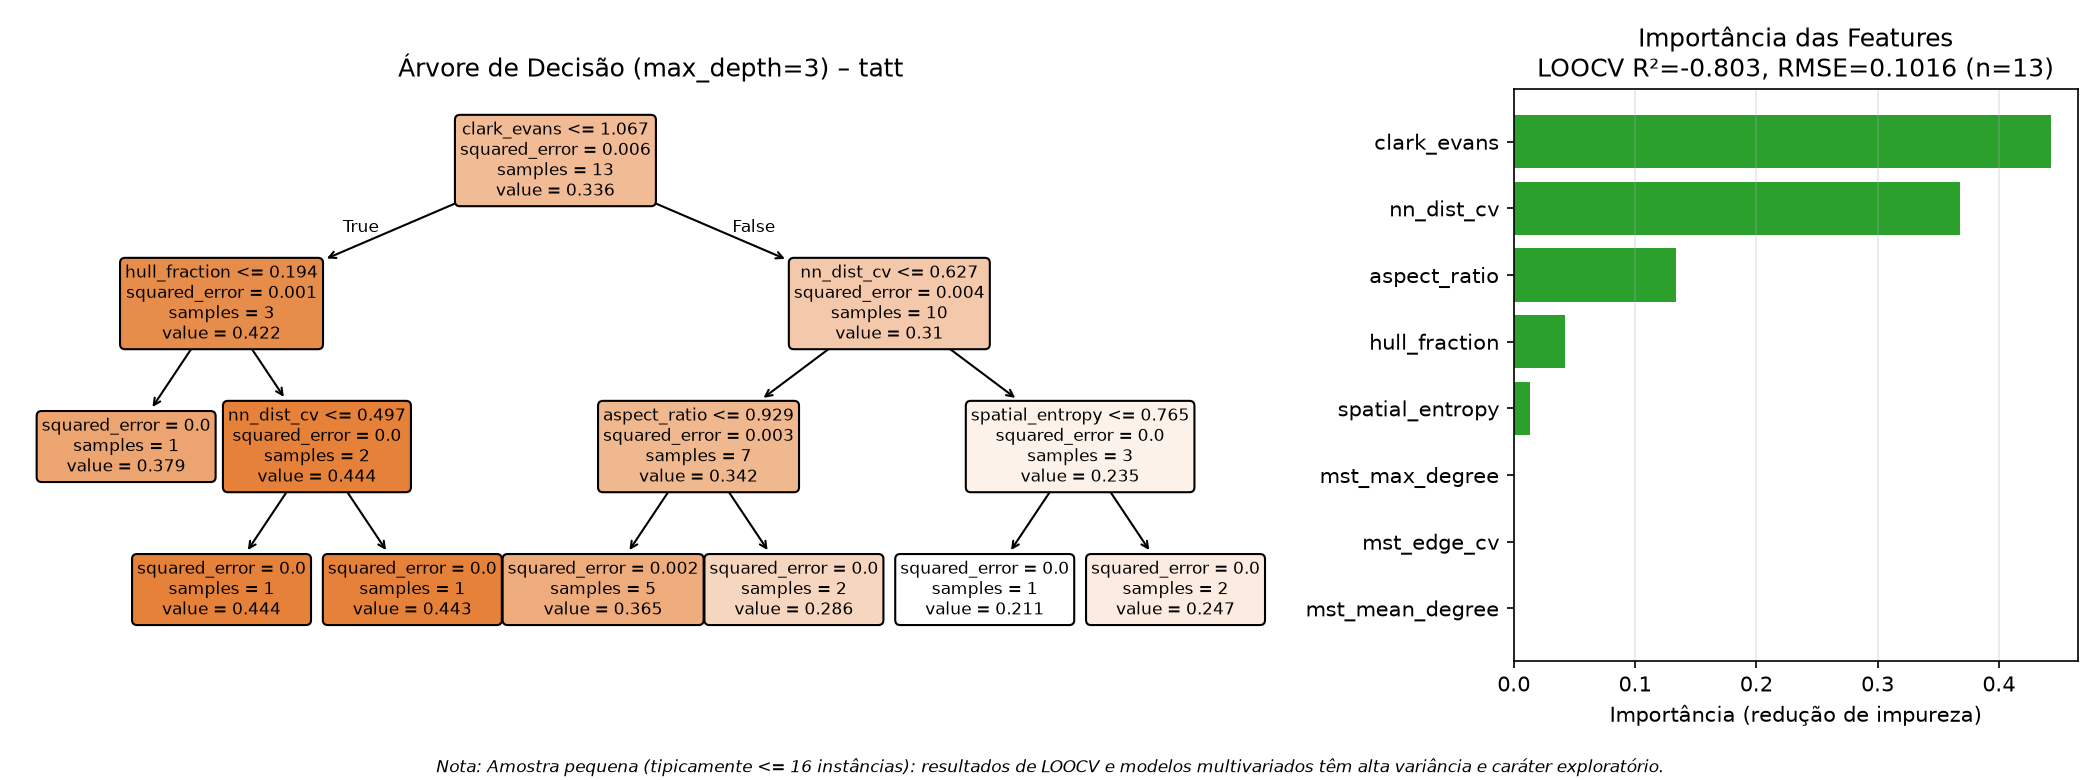 Árvore de Decisão (max_depth=3) – tatt
clark_evans <= 1.067
squared_error = 0.006
samples = 13
value = 0.336
True
False
hull_fraction <= 0.194
squared_error = 0.001
samples = 3
value = 0.422
nn_dist_cv <= 0.627
squared_error = 0.004
samples = 10
value = 0.31
squared_error = 0.0
samples = 1
value = 0.379
nn_dist_cv <= 0.497
squared_error = 0.0
samples = 2
value = 0.444
aspect_ratio <= 0.929
squared_error = 0.003
samples = 7
value = 0.342
spatial_entropy <= 0.765
squared_error = 0.0
samples = 3
value = 0.235
squared_error = 0.0
samples = 1
value = 0.444
squared_error = 0.0
samples = 1
value = 0.443
squared_error = 0.002
samples = 5
value = 0.365
squared_error = 0.0
samples = 2
value = 0.286
squared_error = 0.0
samples = 1
value = 0.211
squared_error = 0.0
samples = 2
value = 0.247
Importância das Features
LOOCV R²=-0.803, RMSE=0.1016 (n=13)
clark_evans
nn_dist_cv
aspect_ratio
hull_fraction
spatial_entropy
mst_max_degree
mst_edge_cv
mst_mean_degree
0.0 0.1 0.2 0.3 0.4
Importância (redução de impureza)
Nota: Amostra pequena (tipicamente <= 16 instâncias): resultados de LOOCV e modelos multivariados têm alta variância e caráter exploratório.